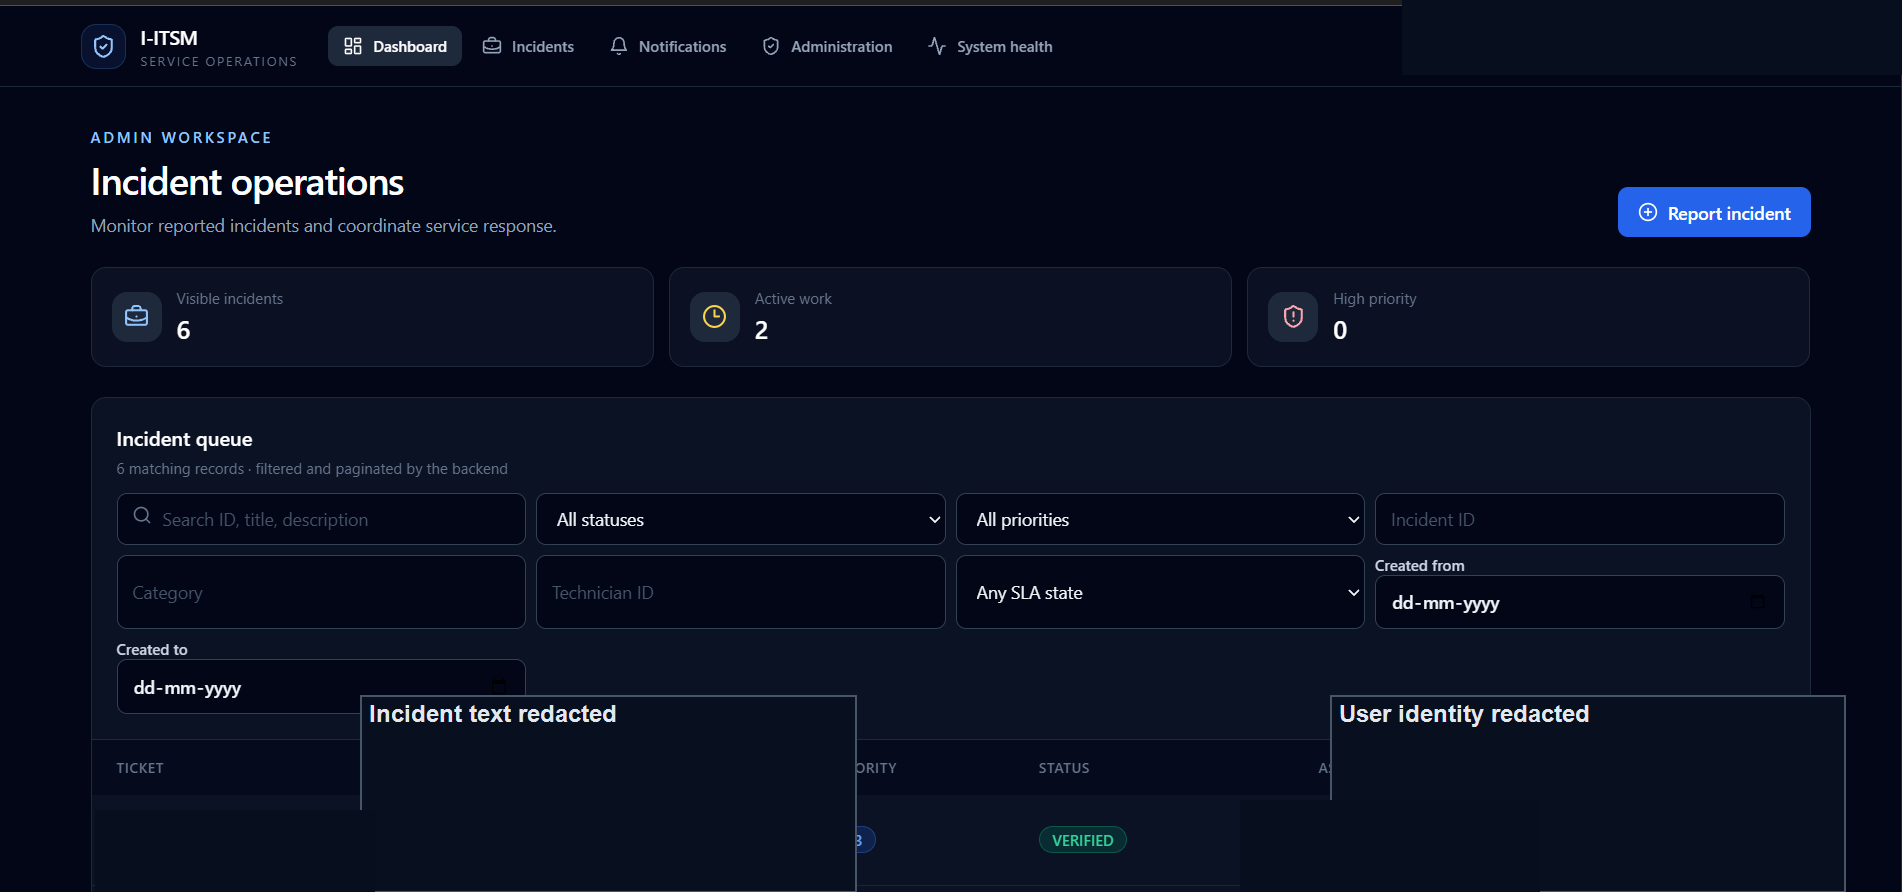 I-ITSM
SERVICE OPERATIONS
Dashboard
Incidents
Notifications
Administration
System health
ADMIN WORKSPACE
Incident operations
Monitor reported incidents and coordinate service response.
Report incident
Visible incidents
6
Active work
2
High priority
0
Incident queue
6 matching records · filtered and paginated by the backend
Search ID, title, description
All statuses
All priorities
Incident ID
Category
Technician ID
Any SLA state
Created from
dd-mm-yyyy
Created to
dd-mm-yyyy
Incident text redacted
User identity redacted
TICKET
ORITY
STATUS
VERIFIED